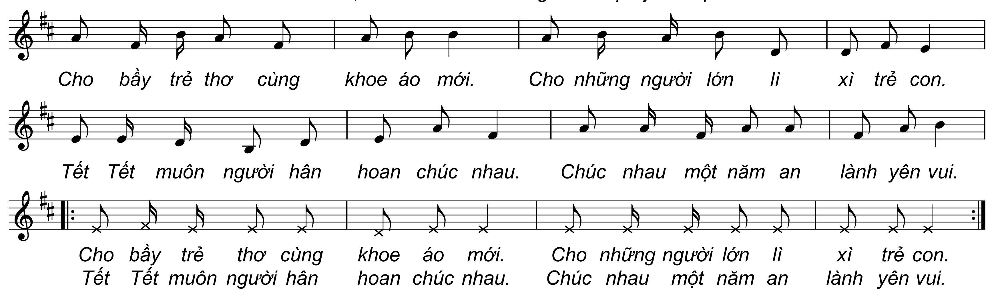 Cho bầy trẻ thơ cùng khoe áo mới. Cho những người lớn lì xì trẻ con.
Tết Tết muôn người hân hoan chúc nhau. Chúc nhau một năm an lành yên vui.
Cho bầy trẻ thơ cùng khoe áo mới. Cho những người lớn lì xì trẻ con.
Tết Tết muôn người hân hoan chúc nhau. Chúc nhau một năm an lành yên vui.